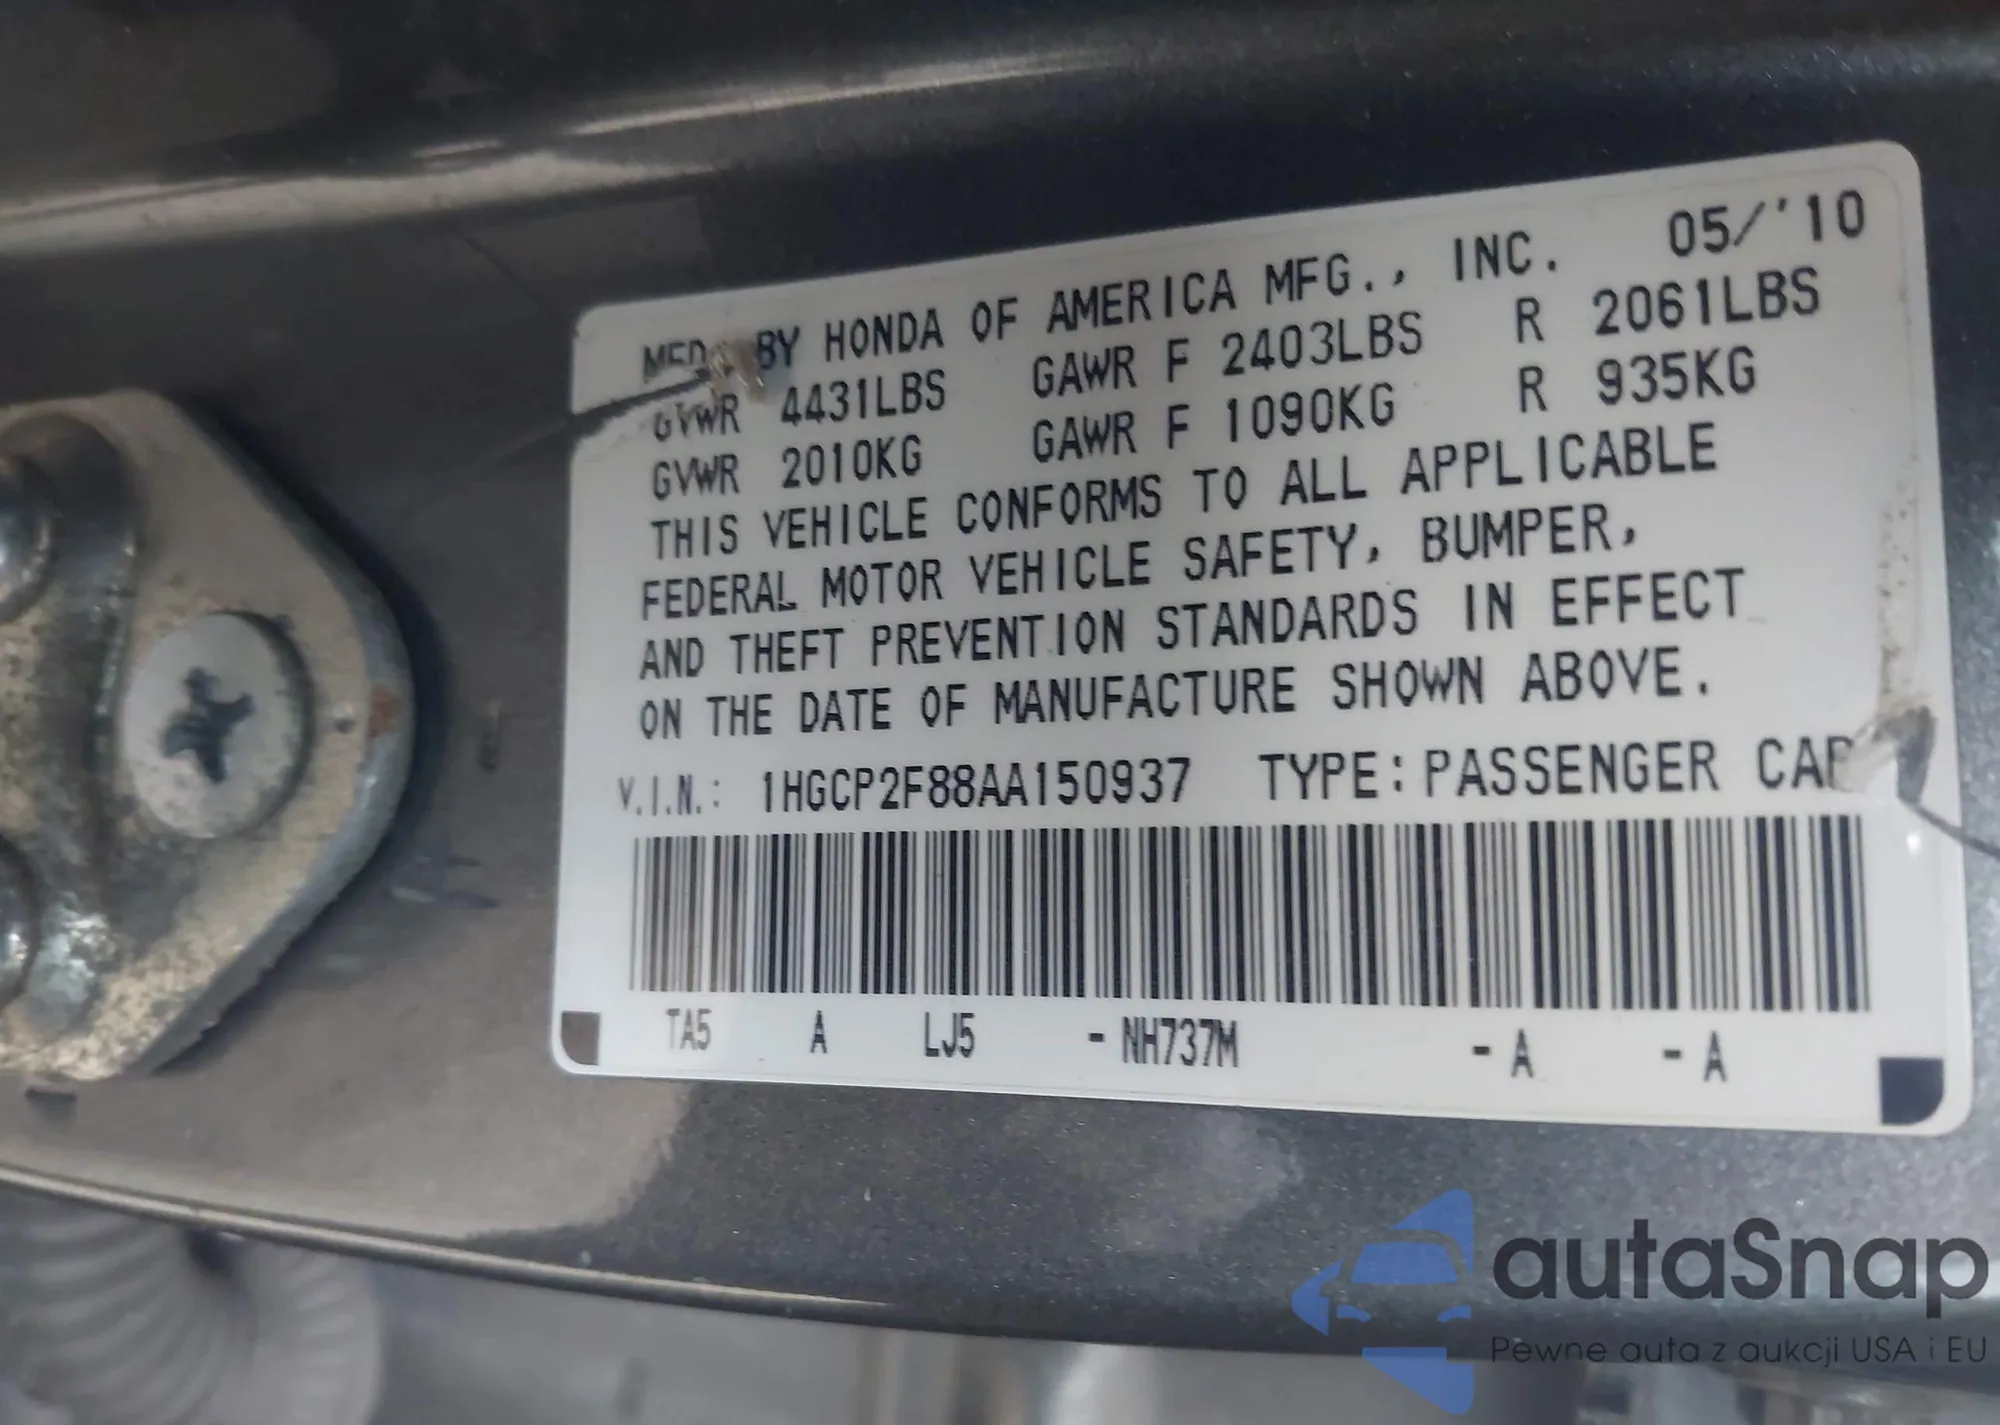 MFD. BY HONDA OF AMERICA MFG., INC. 05/'10
GVWR 4431LBS GAWR F 2403LBS R 2061LBS
GVWR 2010KG GAWR F 1090KG R 935KG
THIS VEHICLE CONFORMS TO ALL APPLICABLE
FEDERAL MOTOR VEHICLE SAFETY, BUMPER,
AND THEFT PREVENTION STANDARDS IN EFFECT
ON THE DATE OF MANUFACTURE SHOWN ABOVE.
V.I.N.: 1HGCP2F88AA150937 TYPE: PASSENGER CAR
TA5 A LJ5 - NH737M - A - A
autaSnap
Pewne auta z aukcji USA i EU